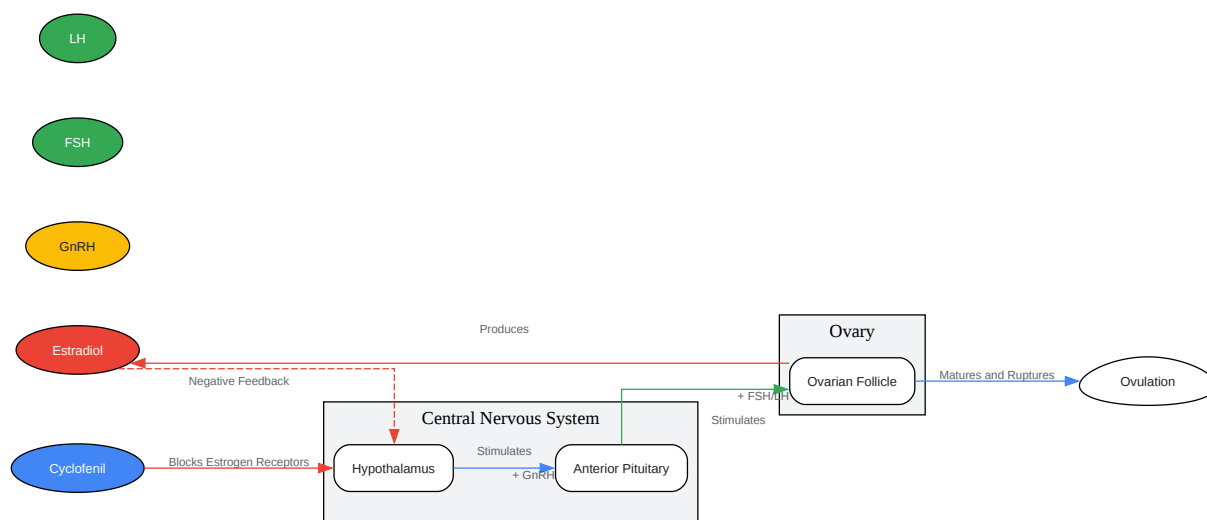 LH
FSH
GnRH
Estradiol
Produces
Negative Feedback
Ovary
Ovarian Follicle
Matures and Ruptures
Ovulation
+ FSH/LH
Stimulates
Central Nervous System
Cyclofenil
Blocks Estrogen Receptors
Hypothalamus
Stimulates
+ GnRH
Anterior Pituitary